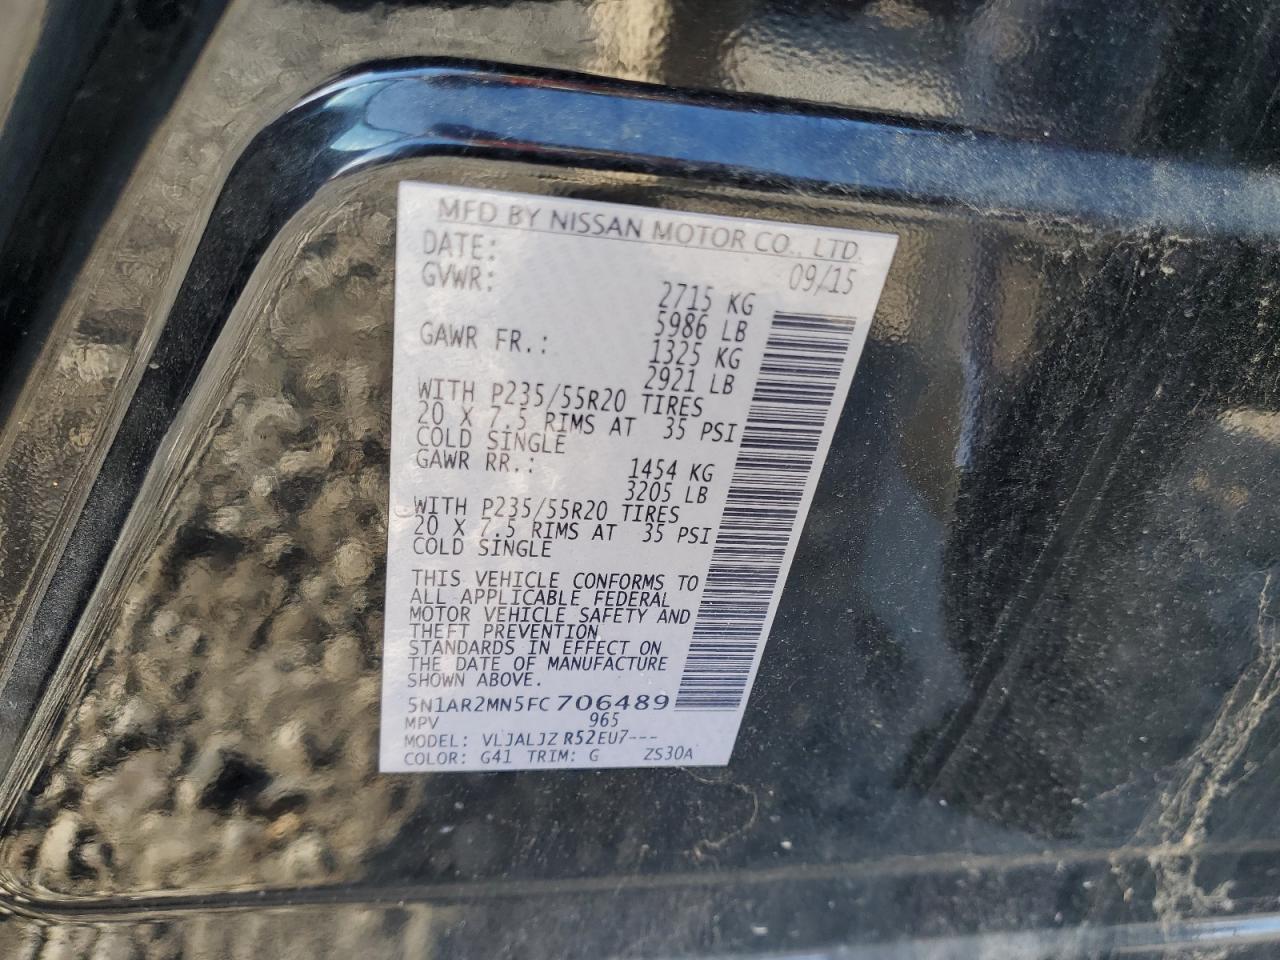 MFD BY NISSAN MOTOR CO., LTD.
DATE: 09/15
GVWR: 2715 KG
5986 LB
GAWR FR.: 1325 KG
2921 LB
WITH P235/55R20 TIRES
20 X 7.5 RIMS AT 35 PSI
COLD SINGLE
GAWR RR.: 1454 KG
3205 LB
WITH P235/55R20 TIRES
20 X 7.5 RIMS AT 35 PSI
COLD SINGLE
THIS VEHICLE CONFORMS TO
ALL APPLICABLE FEDERAL
MOTOR VEHICLE SAFETY AND
THEFT PREVENTION
STANDARDS IN EFFECT ON
THE DATE OF MANUFACTURE
SHOWN ABOVE.
5N1AR2MN5FC706489
MPV 965
MODEL: VLJALJZ R52EU7---
COLOR: G41 TRIM: G ZS30A